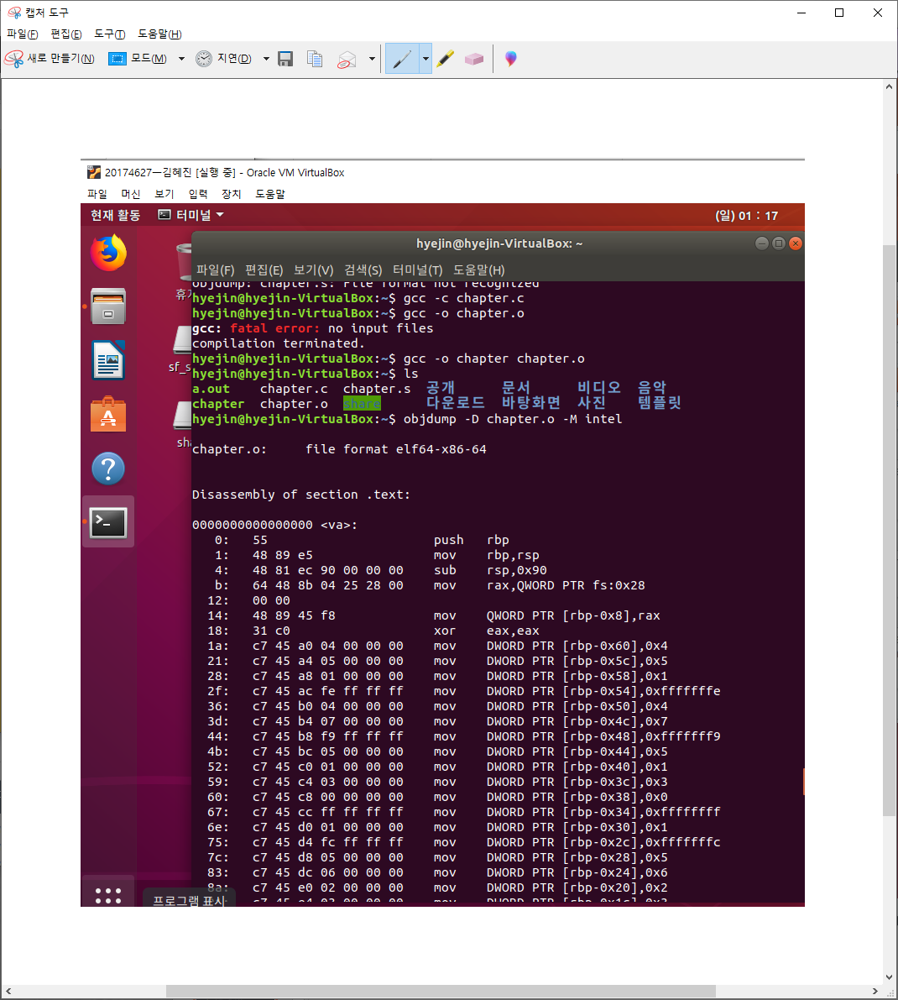 캡처 도구
파일(F) 편집(E) 도구(T) 도움말(H)
새로 만들기(N) 모드(M) 지연(D)
20174627ㅡ김혜진 [실행 중] - Oracle VM VirtualBox
파일 머신 보기 입력 장치 도움말
현재 활동 터미널 (일) 01 : 17
hyejin@hyejin-VirtualBox: ~
파일(F) 편집(E) 보기(V) 검색(S) 터미널(T) 도움말(H)
objdump: chapter.s: File format not recognized
hyejin@hyejin-VirtualBox:~$ gcc -c chapter.c
hyejin@hyejin-VirtualBox:~$ gcc -o chapter.o
gcc: fatal error: no input files
compilation terminated.
hyejin@hyejin-VirtualBox:~$ gcc -o chapter chapter.o
hyejin@hyejin-VirtualBox:~$ ls
a.out chapter.c chapter.s 공개 문서 비디오 음악
chapter chapter.o share 다운로드 바탕화면 사진 템플릿
hyejin@hyejin-VirtualBox:~$ objdump -D chapter.o -M intel
chapter.o: file format elf64-x86-64
Disassembly of section .text:
0000000000000000 <va>:
0: 55 push rbp
1: 48 89 e5 mov rbp,rsp
4: 48 81 ec 90 00 00 00 sub rsp,0x90
b: 64 48 8b 04 25 28 00 mov rax,QWORD PTR fs:0x28
12: 00 00
14: 48 89 45 f8 mov QWORD PTR [rbp-0x8],rax
18: 31 c0 xor eax,eax
1a: c7 45 a0 04 00 00 00 mov DWORD PTR [rbp-0x60],0x4
21: c7 45 a4 05 00 00 00 mov DWORD PTR [rbp-0x5c],0x5
28: c7 45 a8 01 00 00 00 mov DWORD PTR [rbp-0x58],0x1
2f: c7 45 ac fe ff ff ff mov DWORD PTR [rbp-0x54],0xfffffffe
36: c7 45 b0 04 00 00 00 mov DWORD PTR [rbp-0x50],0x4
3d: c7 45 b4 07 00 00 00 mov DWORD PTR [rbp-0x4c],0x7
44: c7 45 b8 f9 ff ff ff mov DWORD PTR [rbp-0x48],0xfffffff9
4b: c7 45 bc 05 00 00 00 mov DWORD PTR [rbp-0x44],0x5
52: c7 45 c0 01 00 00 00 mov DWORD PTR [rbp-0x40],0x1
59: c7 45 c4 03 00 00 00 mov DWORD PTR [rbp-0x3c],0x3
60: c7 45 c8 00 00 00 00 mov DWORD PTR [rbp-0x38],0x0
67: c7 45 cc ff ff ff ff mov DWORD PTR [rbp-0x34],0xffffffff
6e: c7 45 d0 01 00 00 00 mov DWORD PTR [rbp-0x30],0x1
75: c7 45 d4 fc ff ff ff mov DWORD PTR [rbp-0x2c],0xfffffffc
7c: c7 45 d8 05 00 00 00 mov DWORD PTR [rbp-0x28],0x5
83: c7 45 dc 06 00 00 00 mov DWORD PTR [rbp-0x24],0x6
8a: c7 45 e0 02 00 00 00 mov DWORD PTR [rbp-0x20],0x2
c7 45 e4 03 00 00 00 mov DWORD PTR [rbp-0x1c],0x3
프로그램 표시